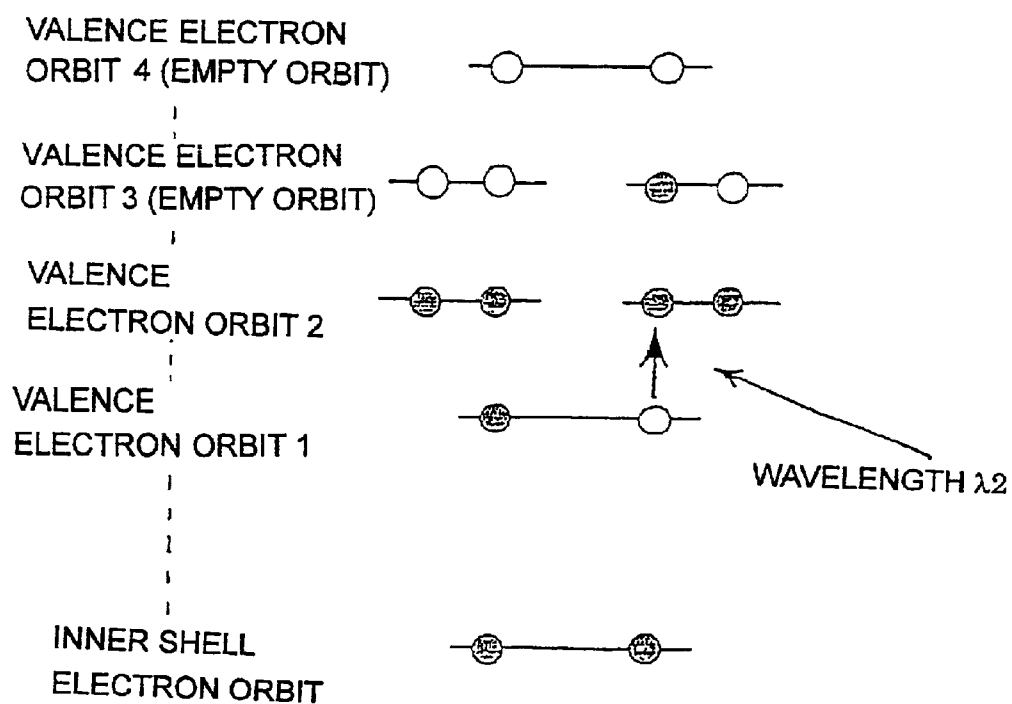 VALENCE ELECTRON
ORBIT 4 (EMPTY ORBIT)
VALENCE ELECTRON
ORBIT 3 (EMPTY ORBIT)
VALENCE
ELECTRON ORBIT 2
VALENCE
ELECTRON ORBIT 1
WAVELENGTH λ2
INNER SHELL
ELECTRON ORBIT